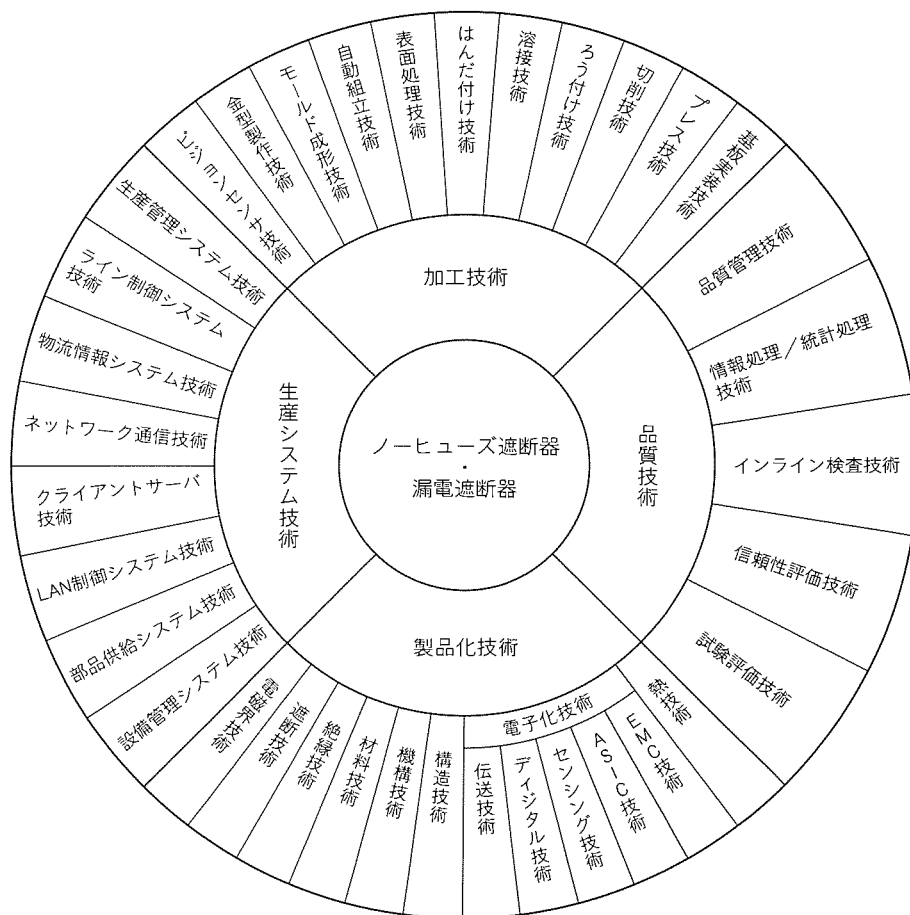 ノーヒューズ遮断器
・
漏電遮断器
加工技術
ビジョンセンサ技術
金型製作技術
モールド成形技術
自動組立技術
表面処理技術
はんだ付け技術
溶接技術
ろう付け技術
切削技術
プレス技術
基板実装技術
品質技術
品質管理技術
情報処理／統計処理
技術
インライン検査技術
信頼性評価技術
試験評価技術
製品化技術
熱技術
電子化技術
EMC技術
ASIC技術
センシング技術
ディジタル技術
伝送技術
構造技術
機構技術
材料技術
絶縁技術
遮断技術
電磁界技術
生産システム技術
設備管理システム技術
部品供給システム技術
LAN制御システム技術
クライアントサーバ
技術
ネットワーク通信技術
物流情報システム技術
ライン制御システム
技術
生産管理システム技術